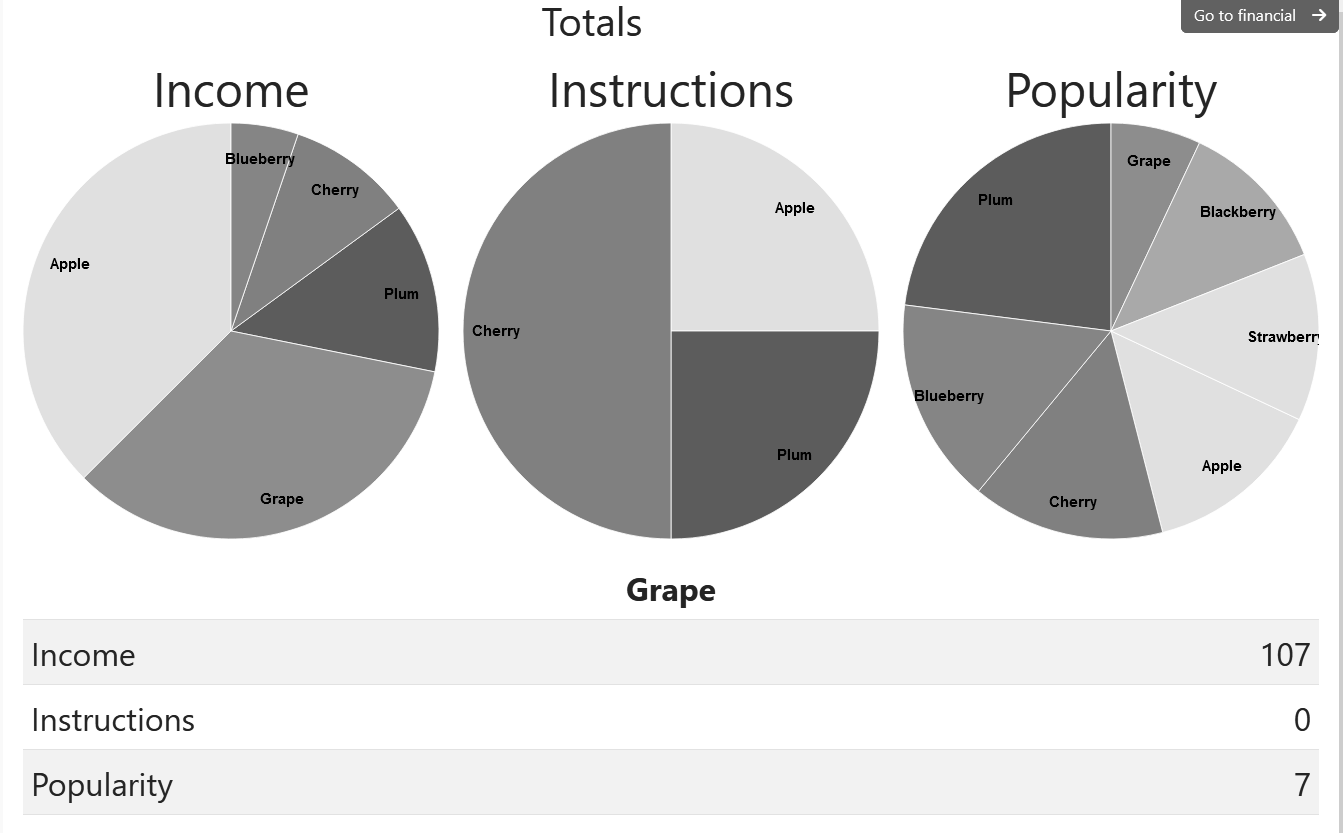 Totals
Go to financial
Income
Instructions
Popularity
Blueberry
Cherry
Plum
Grape
Apple
Apple
Plum
Cherry
Grape
Blackberry
Strawberry
Apple
Cherry
Blueberry
Plum
Grape
Income 107
Instructions 0
Popularity 7